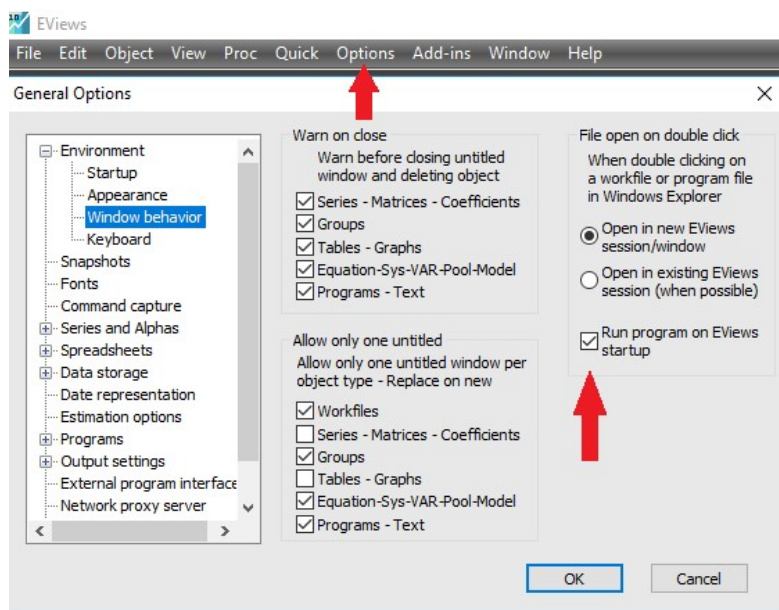 10
EViews
File Edit Object View Proc Quick Options Add-ins Window Help
General Options
Environment
Startup
Appearance
Window behavior
Keyboard
Snapshots
Fonts
Command capture
Series and Alphas
Spreadsheets
Data storage
Date representation
Estimation options
Programs
Output settings
External program interface
Network proxy server
Warn on close
Warn before closing untitled
window and deleting object
Series - Matrices - Coefficients
Groups
Tables - Graphs
Equation-Sys-VAR-Pool-Model
Programs - Text
Allow only one untitled
Allow only one untitled window per
object type - Replace on new
Workfiles
Series - Matrices - Coefficients
Groups
Tables - Graphs
Equation-Sys-VAR-Pool-Model
Programs - Text
File open on double click
When double clicking on
a workfile or program file
in Windows Explorer
Open in new EViews
session/window
Open in existing EViews
session (when possible)
Run program on EViews
startup
OK
Cancel